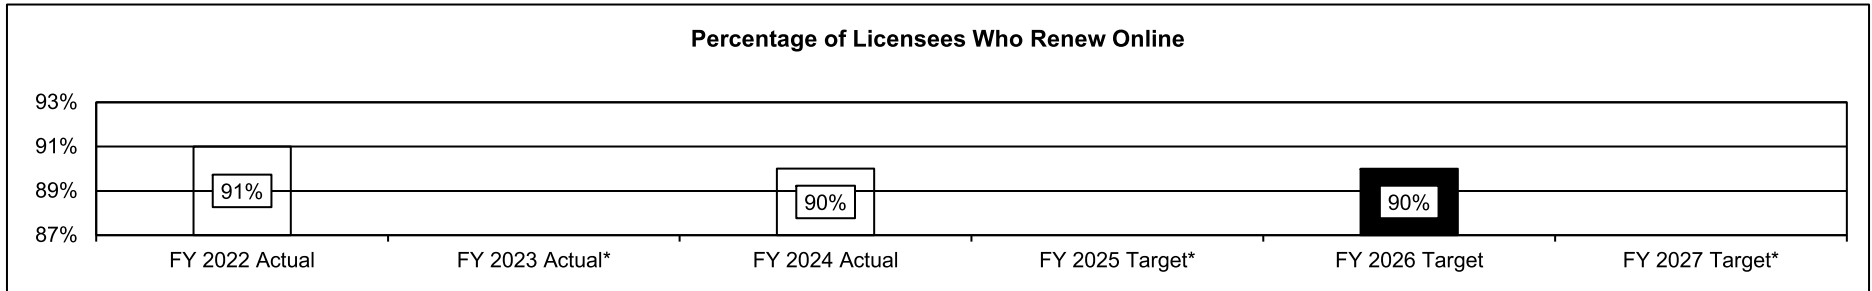 Percentage of Licensees Who Renew Online
93%
91%
89%
87%
91%
90%
90%
FY 2022 Actual
FY 2023 Actual*
FY 2024 Actual
FY 2025 Target*
FY 2026 Target
FY 2027 Target*